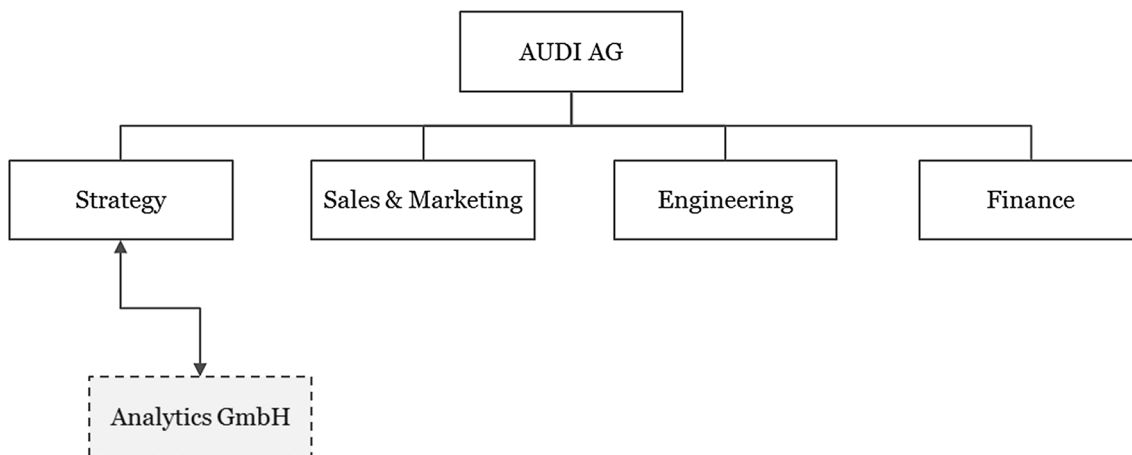 AUDI AG
Strategy
Sales & Marketing
Engineering
Finance
Analytics GmbH